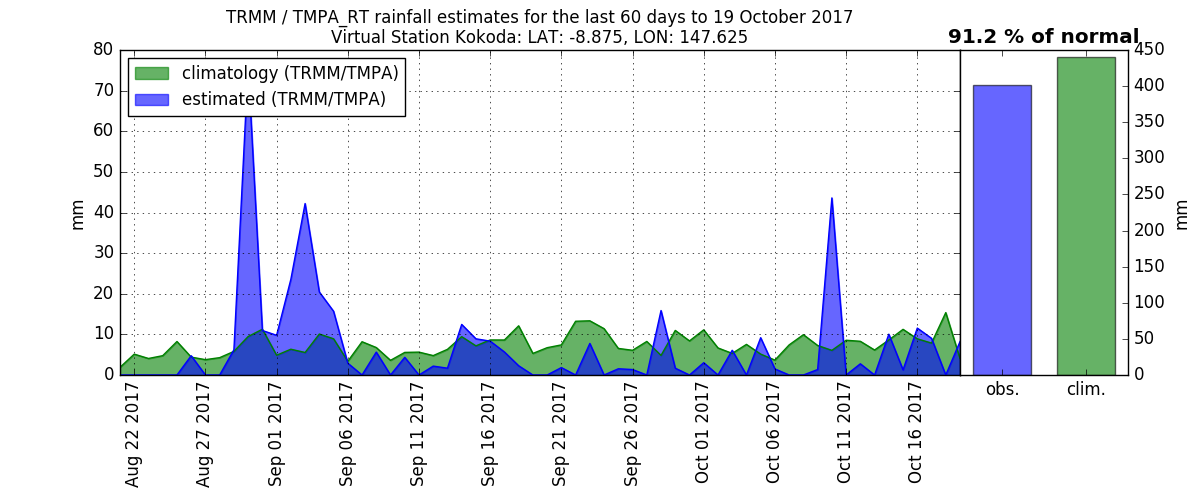 TRMM / TMPA_RT rainfall estimates for the last 60 days to 19 October 2017
Virtual Station Kokoda: LAT: -8.875, LON: 147.625
91.2 % of normal
climatology (TRMM/TMPA)
estimated (TRMM/TMPA)
80
70
60
50
40
30
20
10
0
mm
450
400
350
300
250
200
150
100
50
0
mm
Aug 22 2017
Aug 27 2017
Sep 01 2017
Sep 06 2017
Sep 11 2017
Sep 16 2017
Sep 21 2017
Sep 26 2017
Oct 01 2017
Oct 06 2017
Oct 11 2017
Oct 16 2017
obs.
clim.